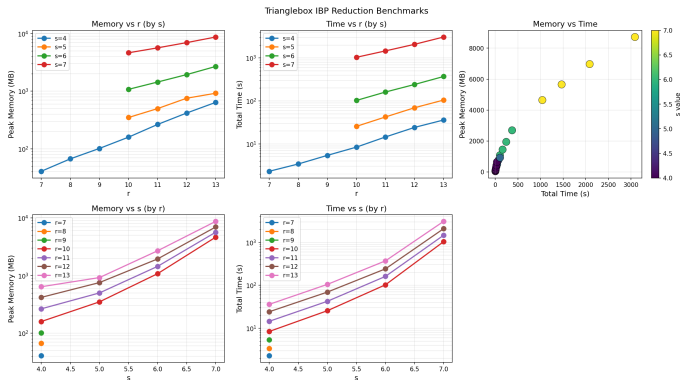 Trianglebox IBP Reduction Benchmarks
Memory vs r (by s)
Peak Memory (MB)
10⁴
10³
10²
s=4
s=5
s=6
s=7
7 8 9 10 11 12 13
r
Time vs r (by s)
Total Time (s)
10³
10²
10¹
s=4
s=5
s=6
s=7
7 8 9 10 11 12 13
r
Memory vs Time
Peak Memory (MB)
8000
6000
4000
2000
0
0 500 1000 1500 2000 2500 3000
Total Time (s)
7.0
6.5
6.0
5.5
5.0
4.5
4.0
s value
Memory vs s (by r)
Peak Memory (MB)
10⁴
10³
10²
r=7
r=8
r=9
r=10
r=11
r=12
r=13
4.0 4.5 5.0 5.5 6.0 6.5 7.0
s
Time vs s (by r)
Total Time (s)
10³
10²
10¹
r=7
r=8
r=9
r=10
r=11
r=12
r=13
4.0 4.5 5.0 5.5 6.0 6.5 7.0
s